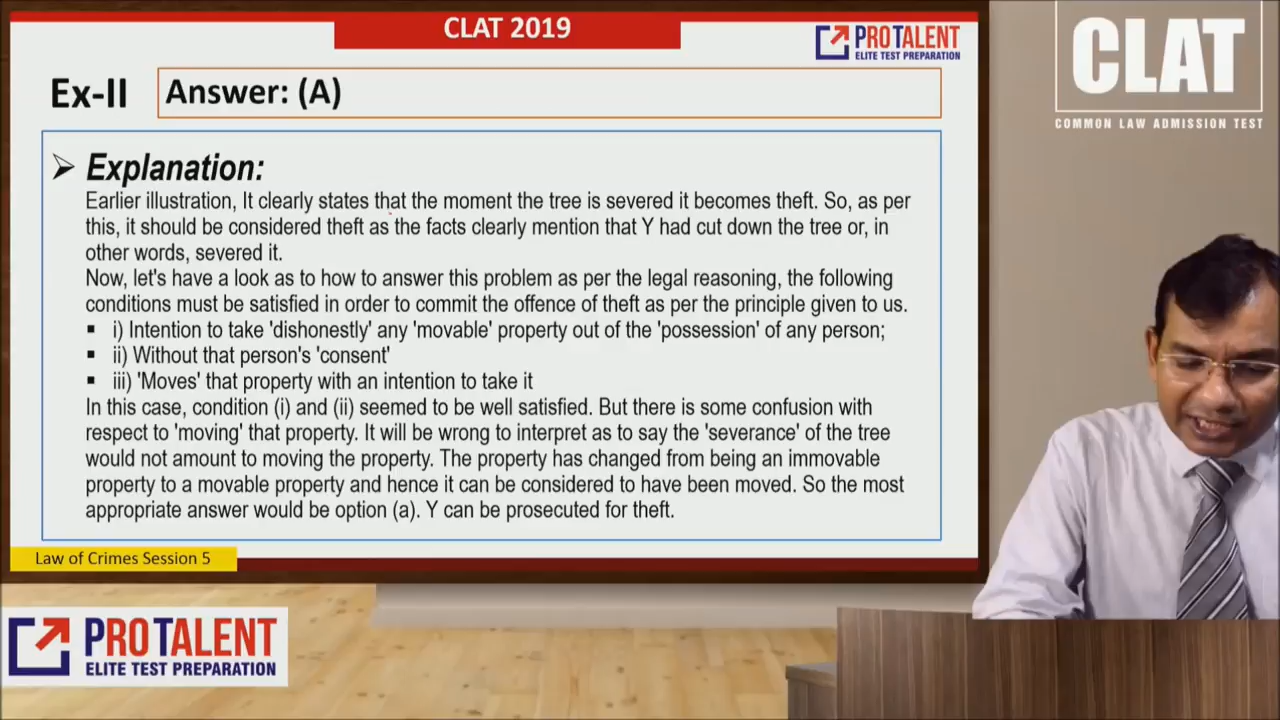 CLAT 2019
PROTALENT
ELITE TEST PREPARATION
CLAT
COMMON LAW ADMISSION TEST
Ex-II
Answer: (A)
Explanation:
Earlier illustration, It clearly states that the moment the tree is severed it becomes theft. So, as per
this, it should be considered theft as the facts clearly mention that Y had cut down the tree or, in
other words, severed it.
Now, let's have a look as to how to answer this problem as per the legal reasoning, the following
conditions must be satisfied in order to commit the offence of theft as per the principle given to us.
▪ i) Intention to take 'dishonestly' any 'movable' property out of the 'possession' of any person;
▪ ii) Without that person's 'consent'
▪ iii) 'Moves' that property with an intention to take it
In this case, condition (i) and (ii) seemed to be well satisfied. But there is some confusion with
respect to 'moving' that property. It will be wrong to interpret as to say the 'severance' of the tree
would not amount to moving the property. The property has changed from being an immovable
property to a movable property and hence it can be considered to have been moved. So the most
appropriate answer would be option (a). Y can be prosecuted for theft.
Law of Crimes Session 5
PROTALENT
ELITE TEST PREPARATION